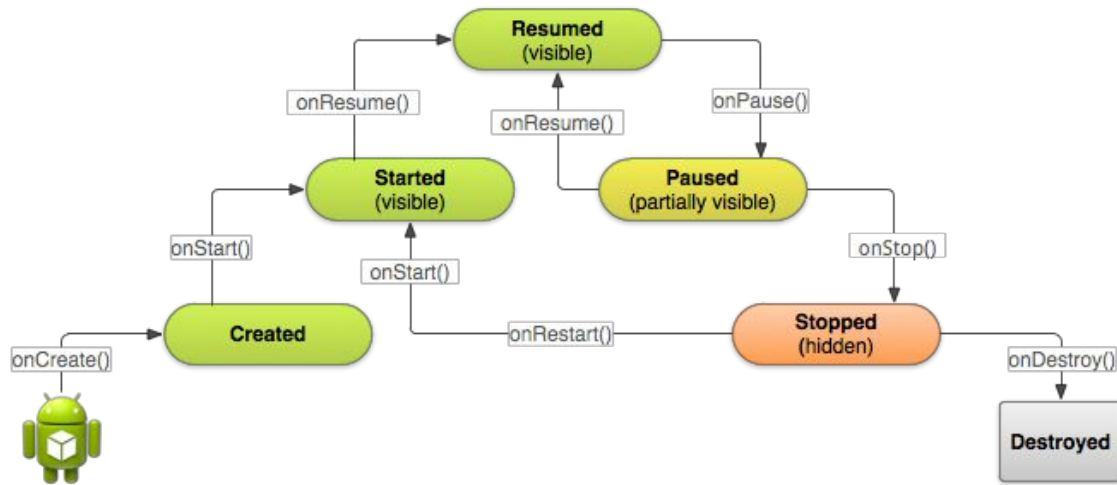 Resumed
(visible)
onResume()
onPause()
onResume()
Started
(visible)
Paused
(partially visible)
onStart()
onStart()
onStop()
Created
onRestart()
Stopped
(hidden)
onCreate()
onDestroy()
Destroyed